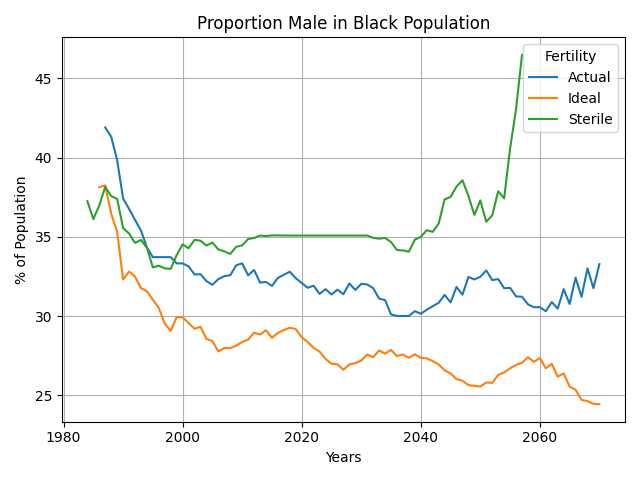 Proportion Male in Black Population
% of Population
45
40
35
30
25
1980
2000
2020
2040
2060
Years
Fertility
Actual
Ideal
Sterile